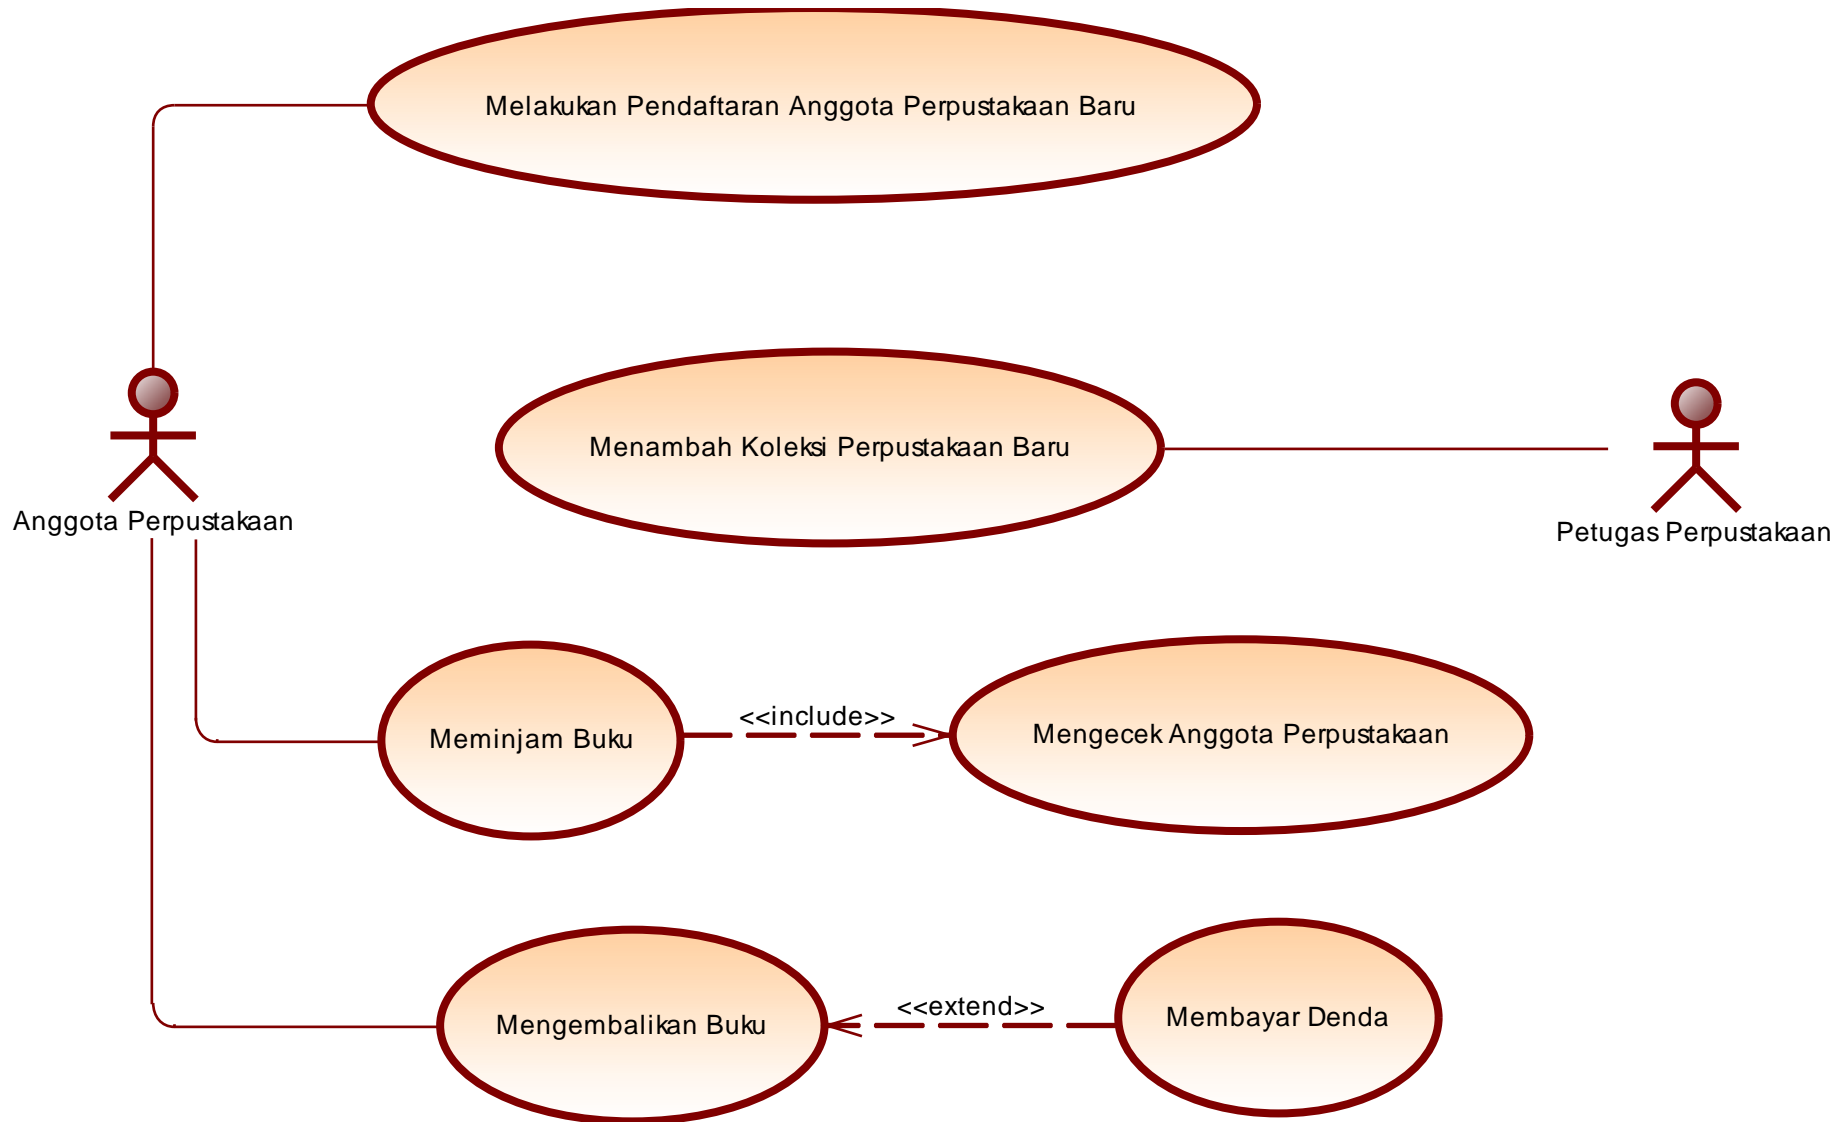 Melakukan Pendaftaran Anggota Perpustakaan Baru
Menambah Koleksi Perpustakaan Baru
Anggota Perpustakaan
Petugas Perpustakaan
Meminjam Buku
<<include>>
Mengecek Anggota Perpustakaan
Mengembalikan Buku
<<extend>>
Membayar Denda